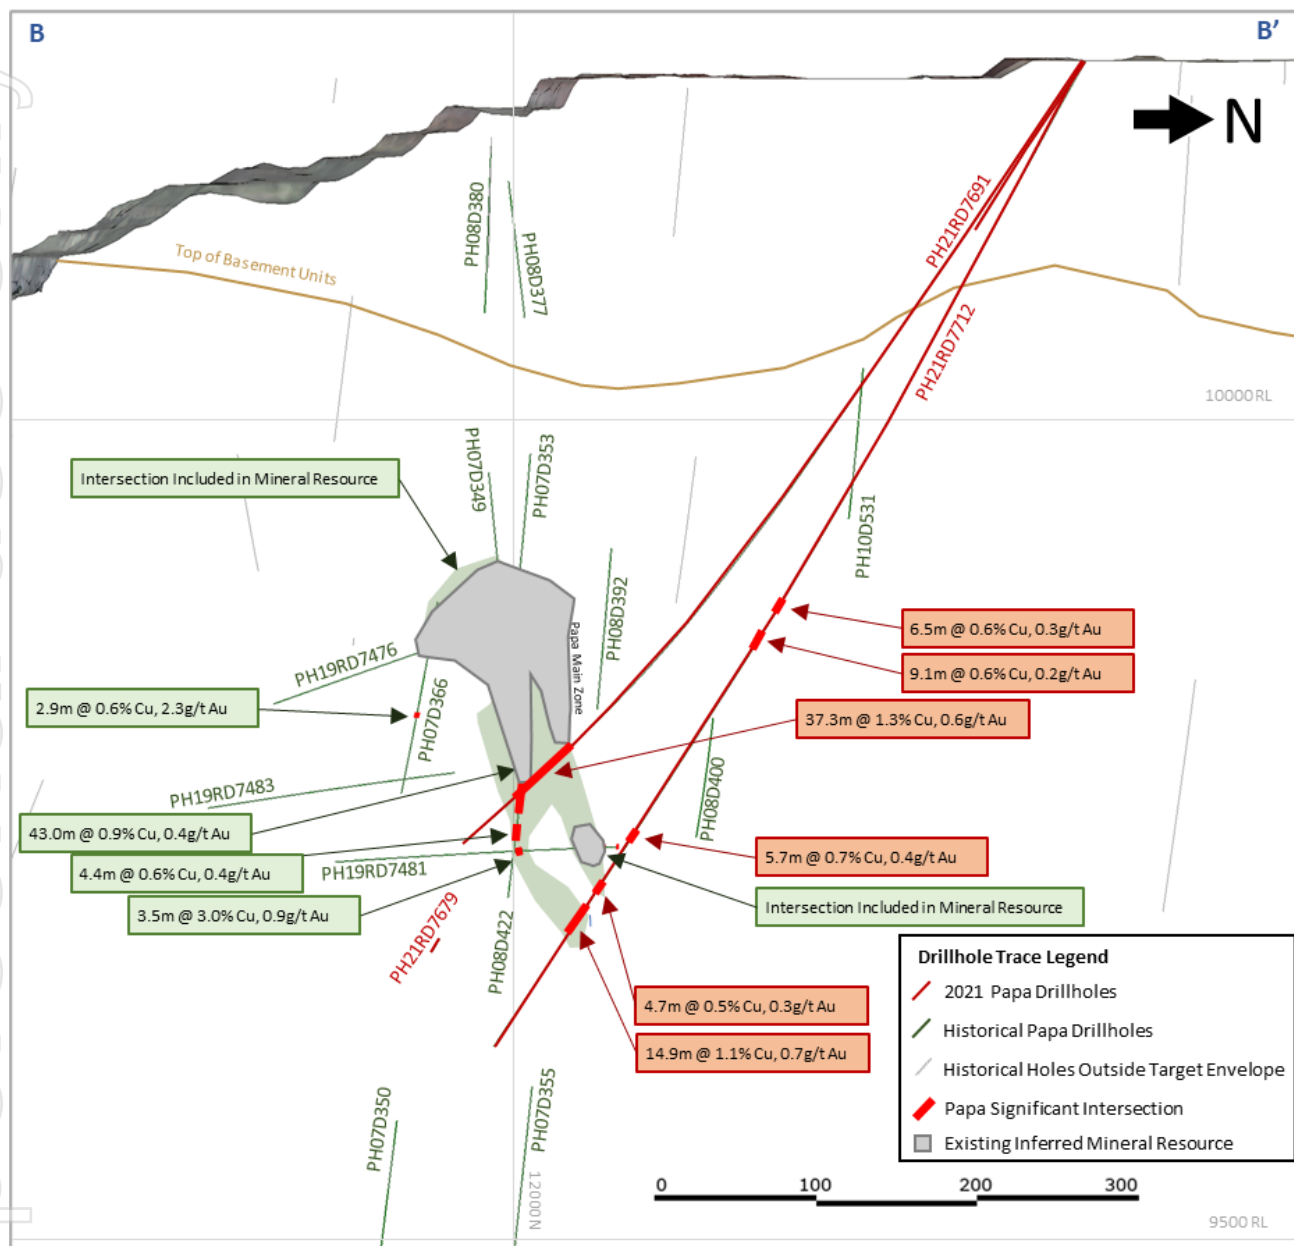 B
B’
N
PH08D380
PH08D377
PH21RD7691
Top of Basement Units
PH21RD7712
10000 RL
PH07D349
PH07D353
Intersection Included in Mineral Resource
PH10D531
PH08D392
6.5m @ 0.6% Cu, 0.3g/t Au
Papa Main Zone
PH19RD7476
9.1m @ 0.6% Cu, 0.2g/t Au
2.9m @ 0.6% Cu, 2.3g/t Au
PH07D366
37.3m @ 1.3% Cu, 0.6g/t Au
PH08D400
PH19RD7483
43.0m @ 0.9% Cu, 0.4g/t Au
5.7m @ 0.7% Cu, 0.4g/t Au
4.4m @ 0.6% Cu, 0.4g/t Au
PH19RD7481
3.5m @ 3.0% Cu, 0.9g/t Au
Intersection Included in Mineral Resource
PH21RD7679
PH08D422
Drillhole Trace Legend
2021 Papa Drillholes
Historical Papa Drillholes
Historical Holes Outside Target Envelope
Papa Significant Intersection
Existing Inferred Mineral Resource
4.7m @ 0.5% Cu, 0.3g/t Au
14.9m @ 1.1% Cu, 0.7g/t Au
PH07D350
PH07D355
12000N
0 100 200 300
9500 RL